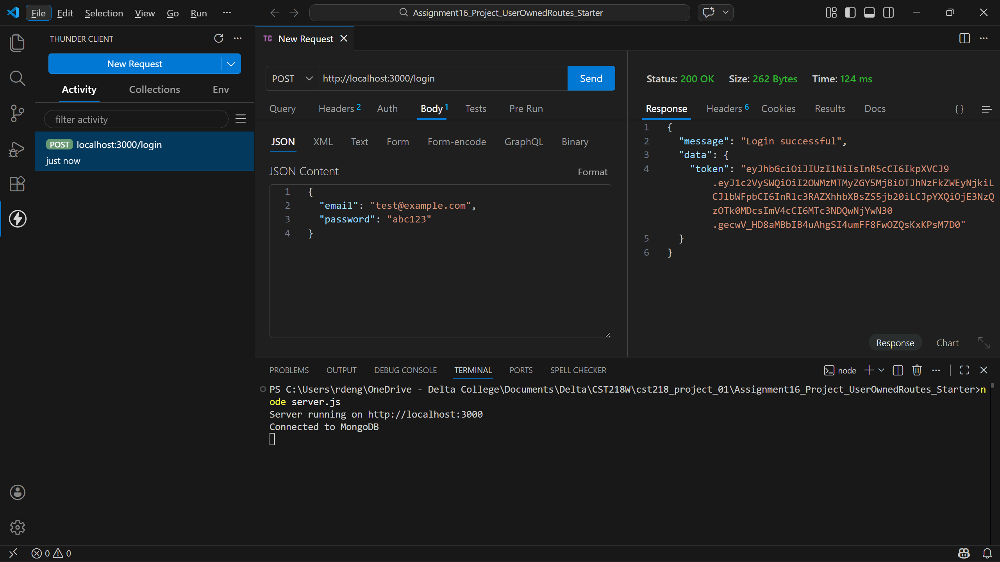 File Edit Selection View Go Run ···
Assignment16_Project_UserOwnedRoutes_Starter
THUNDER CLIENT
New Request
Activity Collections Env
filter activity
POST localhost:3000/login
just now
TC New Request
POST http://localhost:3000/login Send
Query Headers 2 Auth Body 1 Tests Pre Run
JSON XML Text Form Form-encode GraphQL Binary
JSON Content Format
1 {
2 "email": "test@example.com",
3 "password": "abc123"
4 }
Status: 200 OK Size: 262 Bytes Time: 124 ms
Response Headers 6 Cookies Results Docs { }
1 {
2 "message": "Login successful",
3 "data": {
4 "token": "eyJhbGciOiJIUzI1NiIsInR5cCI6IkpXVCJ9
.eyJ1c2VySWQiOiI2OWMzMTMyZGY5MjBiOTJhNzFkZWEyNjkiL
CJlbWFpbCI6InRlc3RAZXhhbXBsZS5jb20iLCJpYXQiOjE3NzQ
zOTk0MDcsImV4cCI6MTc3NDQwNjYwN30
.gecwV_HD8aMBbIB4uAhgSI4umFF8FwOZQsKxKPsM7D0"
5 }
6 }
Response Chart
PROBLEMS OUTPUT DEBUG CONSOLE TERMINAL PORTS SPELL CHECKER
node
PS C:\Users\rdeng\OneDrive - Delta College\Documents\Delta\CST218W\cst218_project_01\Assignment16_Project_UserOwnedRoutes_Starter>n
ode server.js
Server running on http://localhost:3000
Connected to MongoDB
0 0